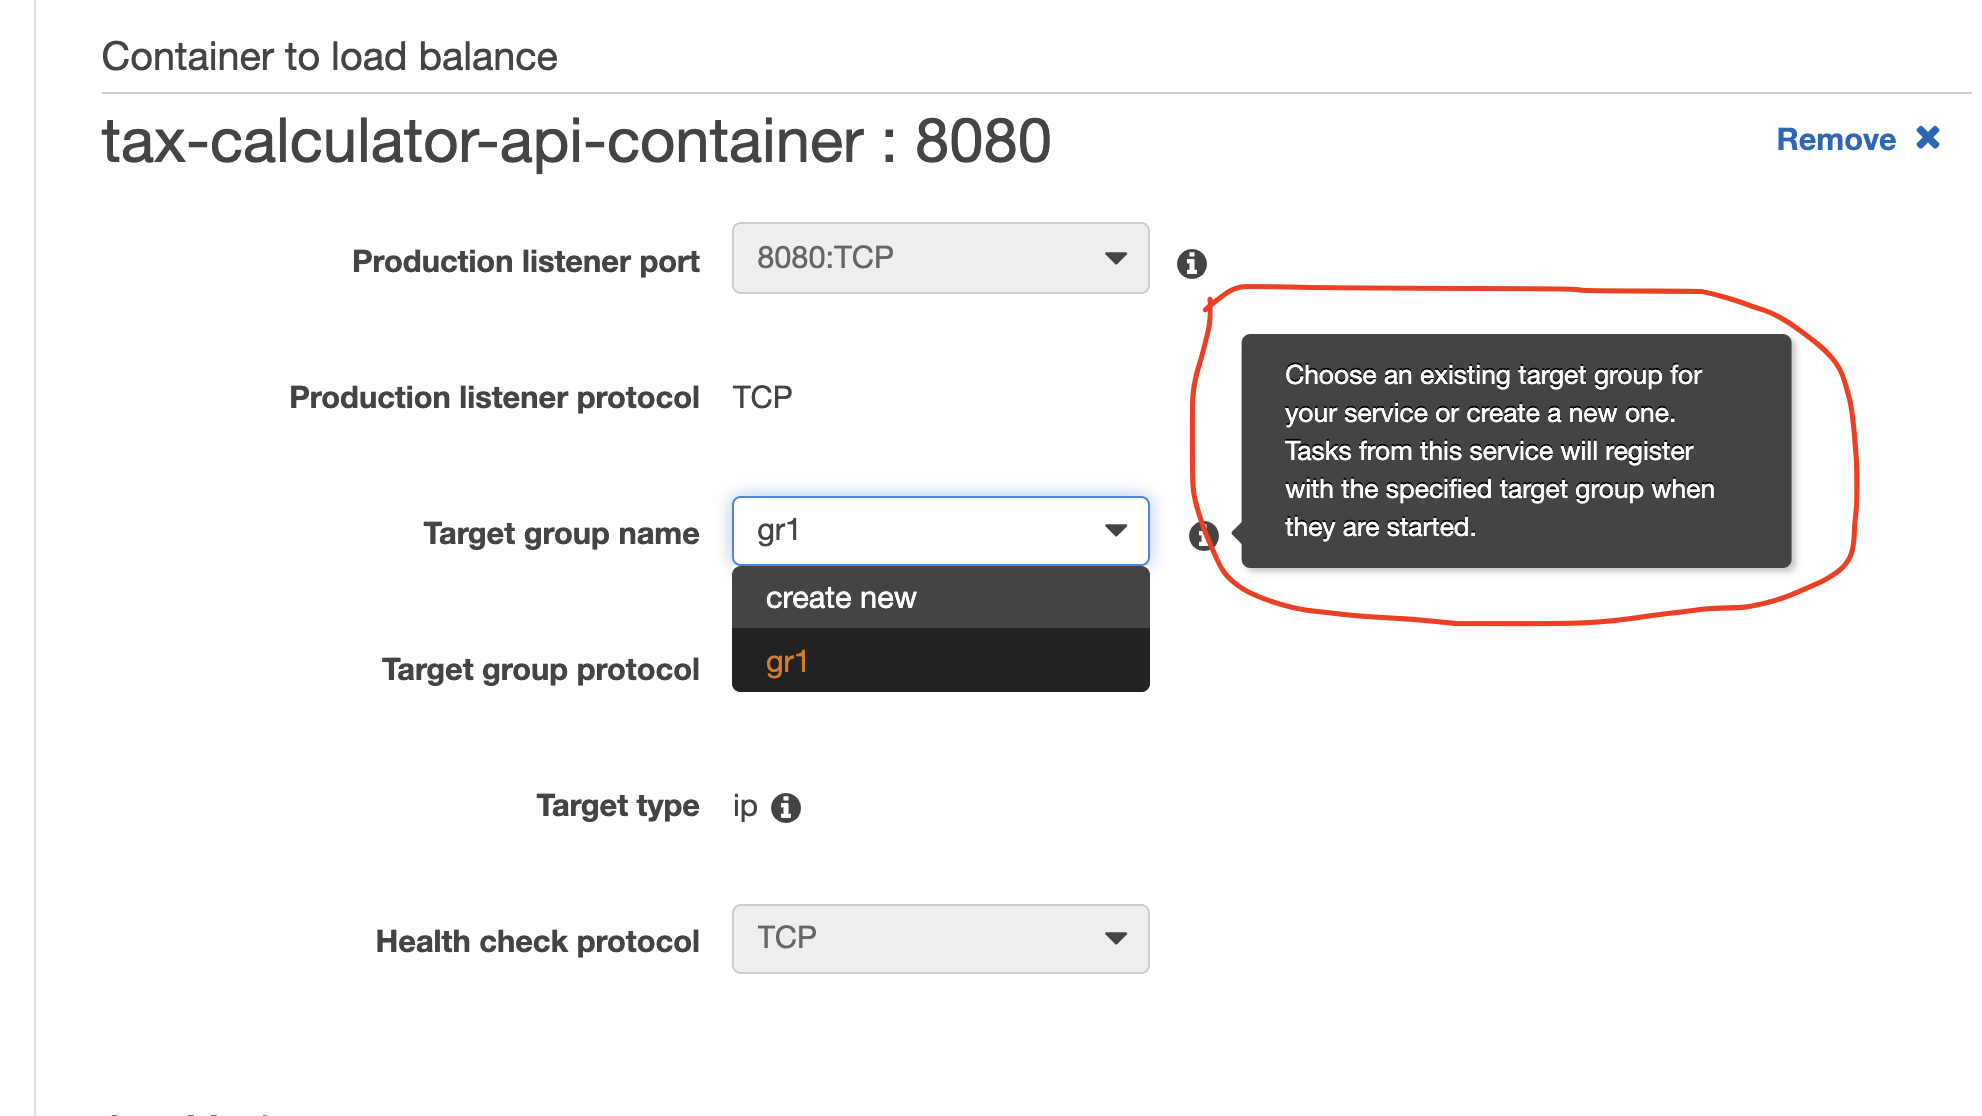 Container to load balance
tax-calculator-api-container : 8080
Remove
Production listener port
8080:TCP
Production listener protocol
TCP
Choose an existing target group for
your service or create a new one.
Tasks from this service will register
with the specified target group when
they are started.
Target group name
gr1
create new
gr1
Target group protocol
Target type
ip
Health check protocol
TCP